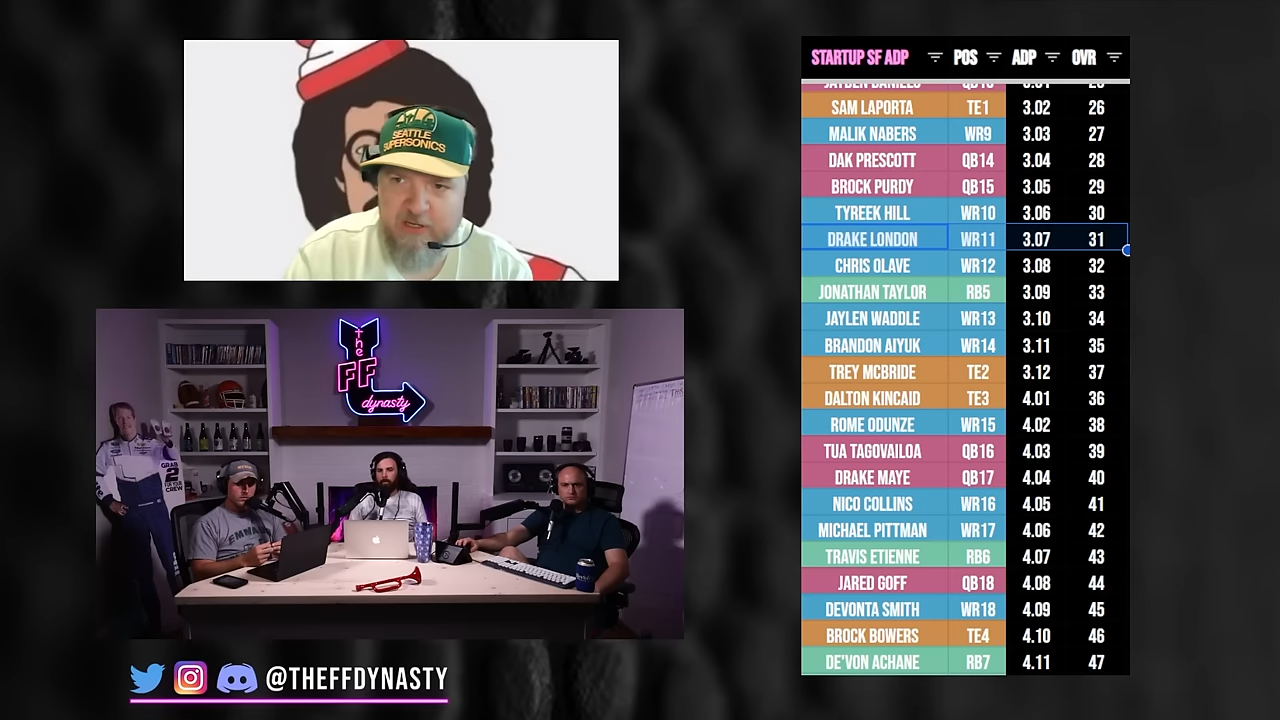 SEATTLE
SUPERSONICS
the
FF
dynasty
GRAB
2
@THEFFDYNASTY
STARTUP SF ADP POS ADP OVR
JAYDEN DANIELS
SAM LAPORTA TE1 3.02 26
MALIK NABERS WR9 3.03 27
DAK PRESCOTT QB14 3.04 28
BROCK PURDY QB15 3.05 29
TYREEK HILL WR10 3.06 30
DRAKE LONDON WR11 3.07 31
CHRIS OLAVE WR12 3.08 32
JONATHAN TAYLOR RB5 3.09 33
JAYLEN WADDLE WR13 3.10 34
BRANDON AIYUK WR14 3.11 35
TREY MCBRIDE TE2 3.12 37
DALTON KINCAID TE3 4.01 36
ROME ODUNZE WR15 4.02 38
TUA TAGOVAILOA QB16 4.03 39
DRAKE MAYE QB17 4.04 40
NICO COLLINS WR16 4.05 41
MICHAEL PITTMAN WR17 4.06 42
TRAVIS ETIENNE RB6 4.07 43
JARED GOFF QB18 4.08 44
DEVONTA SMITH WR18 4.09 45
BROCK BOWERS TE4 4.10 46
DE'VON ACHANE RB7 4.11 47